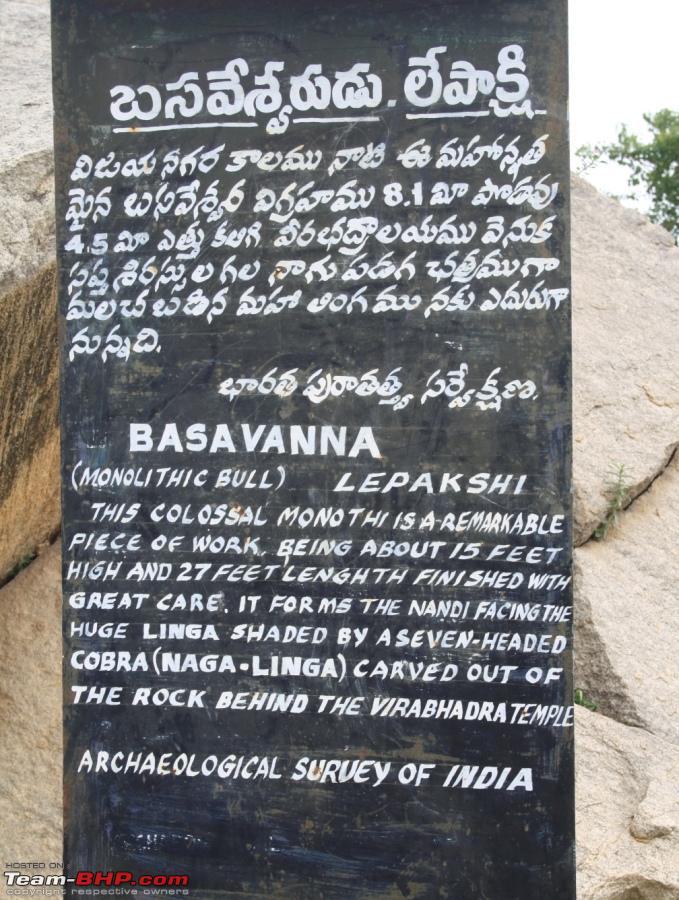 బసవేశ్వరుడు. లేపాక్షి
విజయనగర కాలము నాటి ఈ మహోన్నత
మైన బసవేశ్వర విగ్రహము 8.1 మీ పొడవు
4.5 మీ ఎత్తు కలిగి వీరభద్రాలయము వెనుక
సప్త శిరస్సుల గల నాగు పడగ ఛత్రముగా
మలచ బడిన మహా లింగమునకు ఎదురుగా
నున్నది.
భారత పురాతత్త్వ సర్వేక్షణ.
BASAVANNA
(MONOLITHIC BULL) LEPAKSHI
THIS COLOSSAL MONOTHI IS A-REMARKABLE
PIECE OF WORK, BEING ABOUT 15 FEET
HIGH AND 27 FEET LENGHTH FINISHED WITH
GREAT CARE. IT FORMS THE NANDI FACING THE
HUGE LINGA SHADED BY A SEVEN-HEADED
COBRA (NAGA-LINGA) CARVED OUT OF
THE ROCK BEHIND THE VIRABHADRA TEMPLE
ARCHAEOLOGICAL SURVEY OF INDIA
HOSTED ON
Team-BHP.com
copyright respective owners